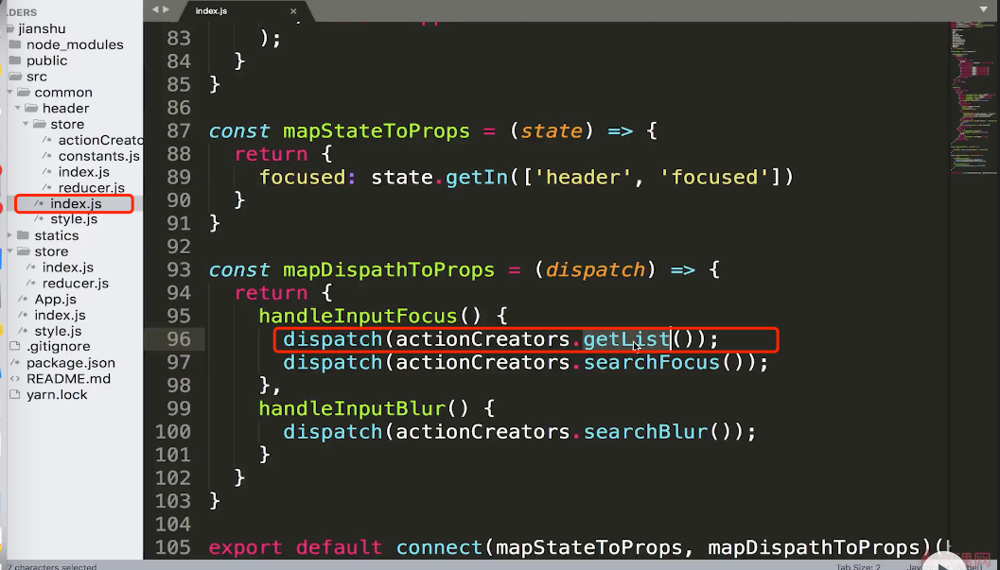 index.js
DERS
jianshu
node_modules
public
src
common
header
store
actionCreato
constants.js
index.js
reducer.js
index.js
style.js
statics
store
index.js
reducer.js
App.js
index.js
style.js
.gitignore
package.json
README.md
yarn.lock
83 );
84 }
85 }
86
87 const mapStateToProps = (state) => {
88 return {
89 focused: state.getIn(['header', 'focused'])
90 }
91 }
92
93 const mapDispathToProps = (dispatch) => {
94 return {
95 handleInputFocus() {
96 dispatch(actionCreators.getList());
97 dispatch(actionCreators.searchFocus());
98 },
99 handleInputBlur() {
100 dispatch(actionCreators.searchBlur());
101 }
102 }
103 }
104
105 export default connect(mapStateToProps, mapDispathToProps)(
7 characters selected
Tab Size: 2